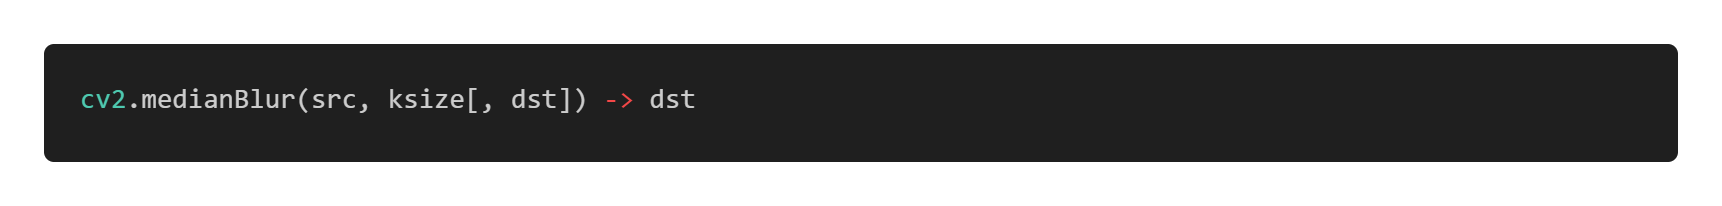 cv2.medianBlur(src, ksize[, dst]) -> dst